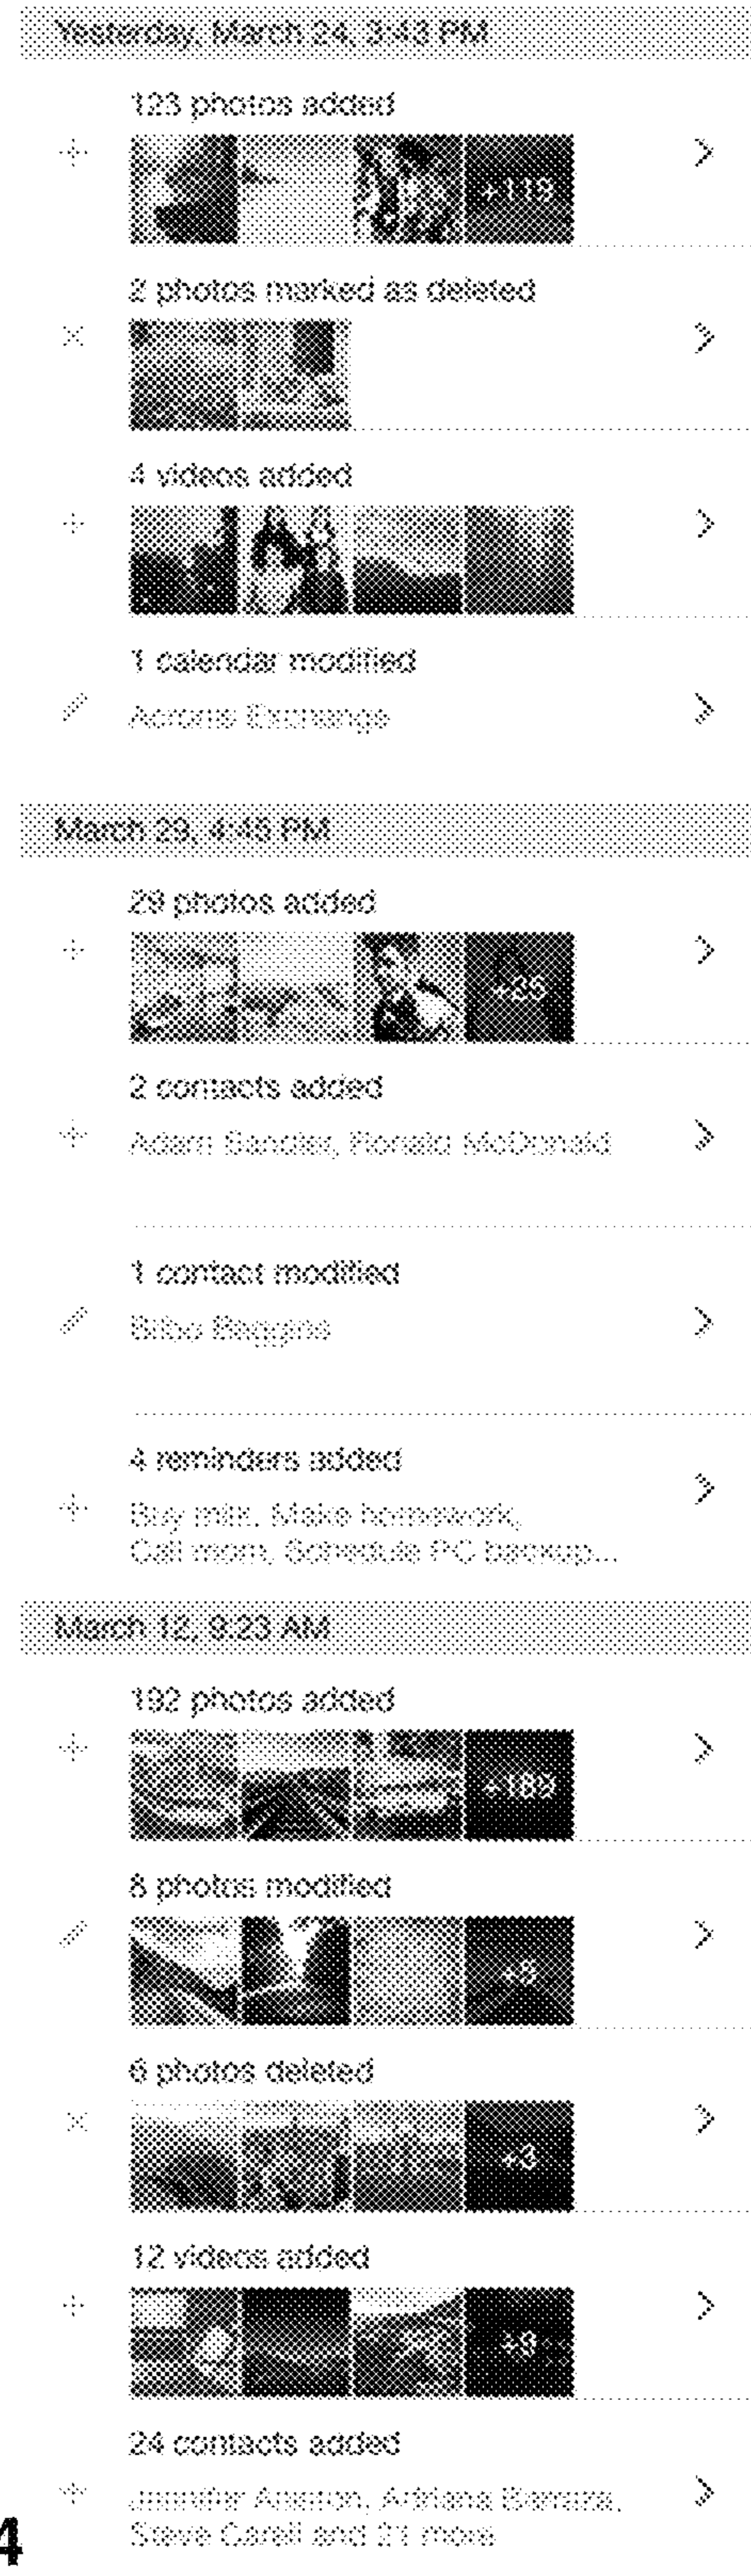 Yesterday, March 24, 3:43 PM
123 photos added
+119
2 photos marked as deleted
4 videos added
1 calendar modified
Acronis Exchange
March 23, 4:45 PM
29 photos added
+26
2 contacts added
Adam Sandler, Ronald McDonald
1 contact modified
Bilbo Baggins
4 reminders added
Buy milk, Make homework,
Call mom, Schedule PC backup...
March 12, 9:23 AM
192 photos added
+189
8 photos modified
+5
6 photos deleted
+3
12 videos added
+9
24 contacts added
Jennifer Aniston, Adriana Barraza,
Steve Carell and 21 more
4